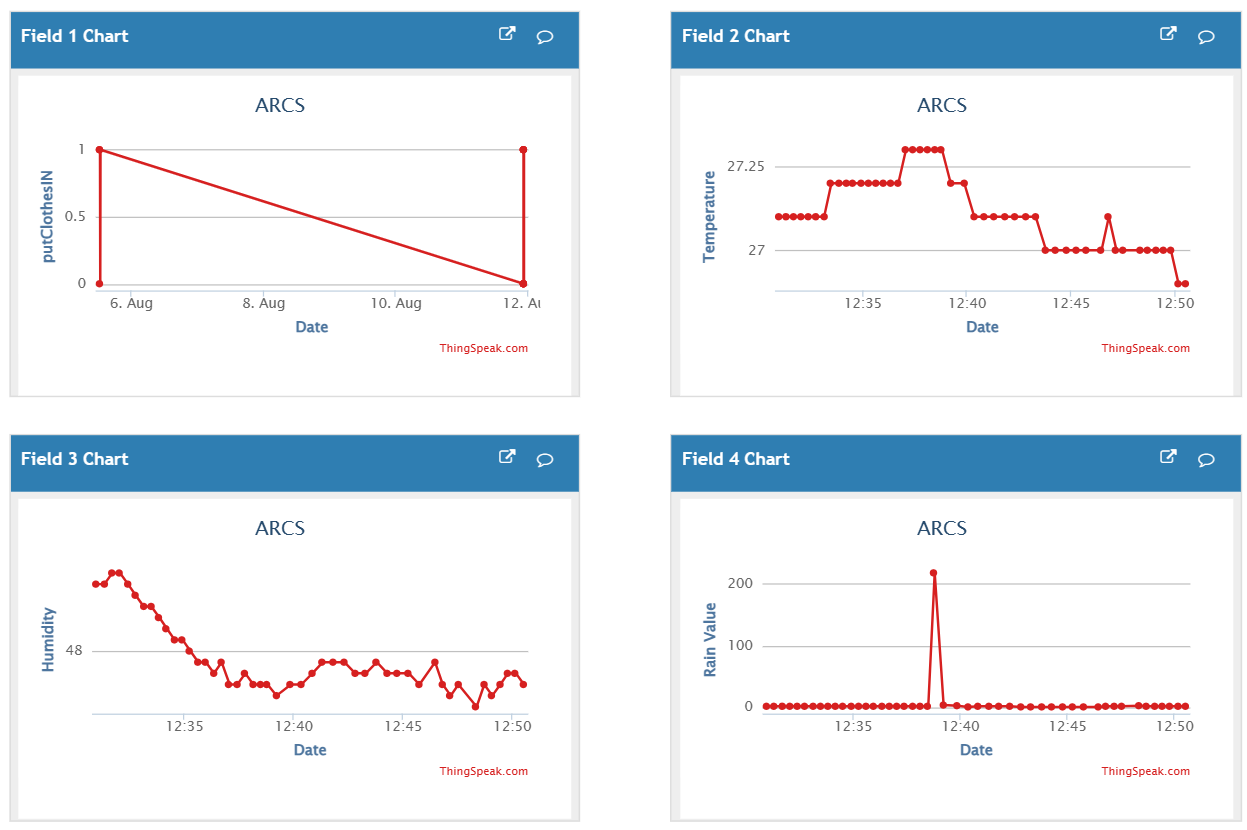 Field 1 Chart
ARCS
putClothesIN
1
0.5
0
6. Aug 8. Aug 10. Aug 12. Au
Date
ThingSpeak.com
Field 2 Chart
ARCS
Temperature
27.25
27
12:35 12:40 12:45 12:50
Date
ThingSpeak.com
Field 3 Chart
ARCS
Humidity
48
12:35 12:40 12:45 12:50
Date
ThingSpeak.com
Field 4 Chart
ARCS
Rain Value
200
100
0
12:35 12:40 12:45 12:50
Date
ThingSpeak.com